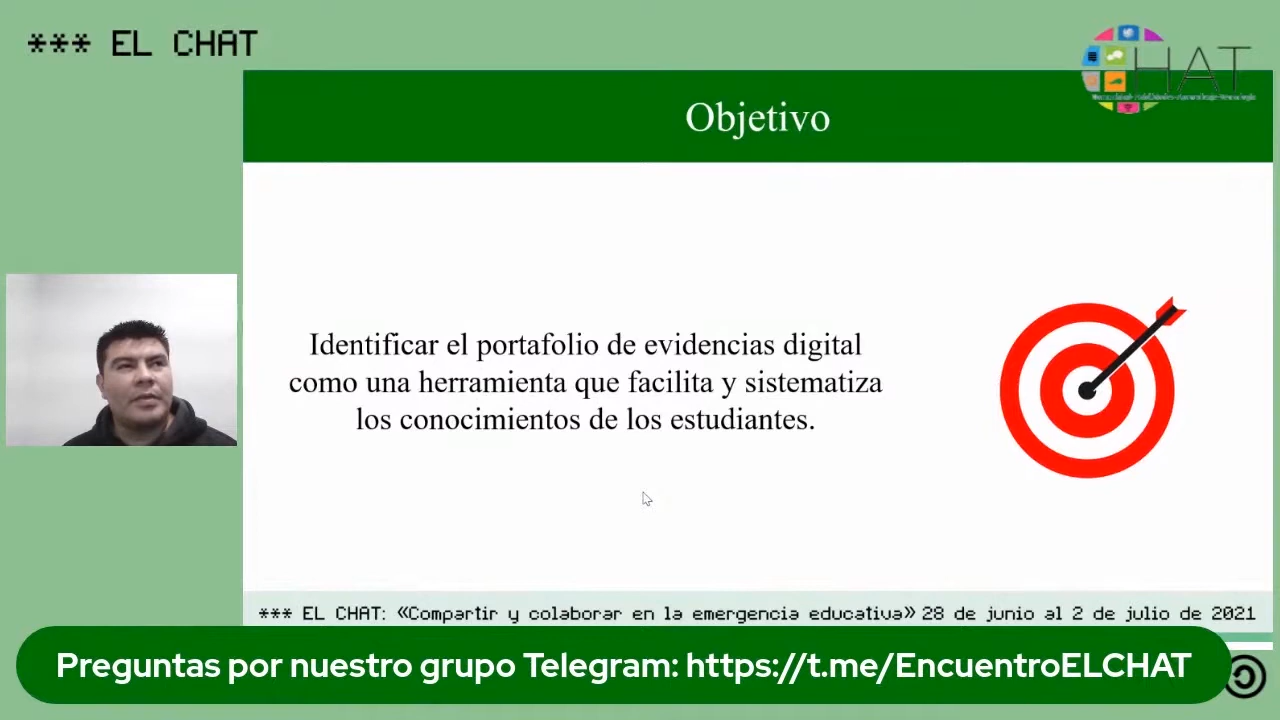 *** EL CHAT
HAT
Objetivo
Identificar el portafolio de evidencias digital
como una herramienta que facilita y sistematiza
los conocimientos de los estudiantes.
*** EL CHAT: «Compartir y colaborar en la emergencia educativa» 28 de junio al 2 de julio de 2021
Preguntas por nuestro grupo Telegram: https://t.me/EncuentroELCHAT